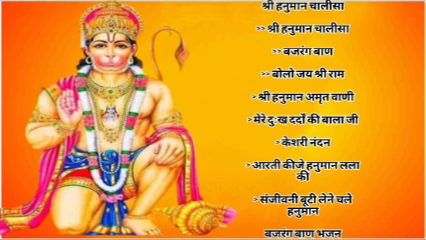 श्री हनुमान चालीसा
>> श्री हनुमान चालीसा
>> बजरंग बाण
>> बोलो जय श्री राम
> श्री हनुमान अमृत वाणी
> मेरे दुःख दर्दों की बाला जी
> केशरी नंदन
> आरती कीजे हनुमान लला
की
> संजीवनी बूटी लेने चले
हनुमान
बजरंग बाण भजन